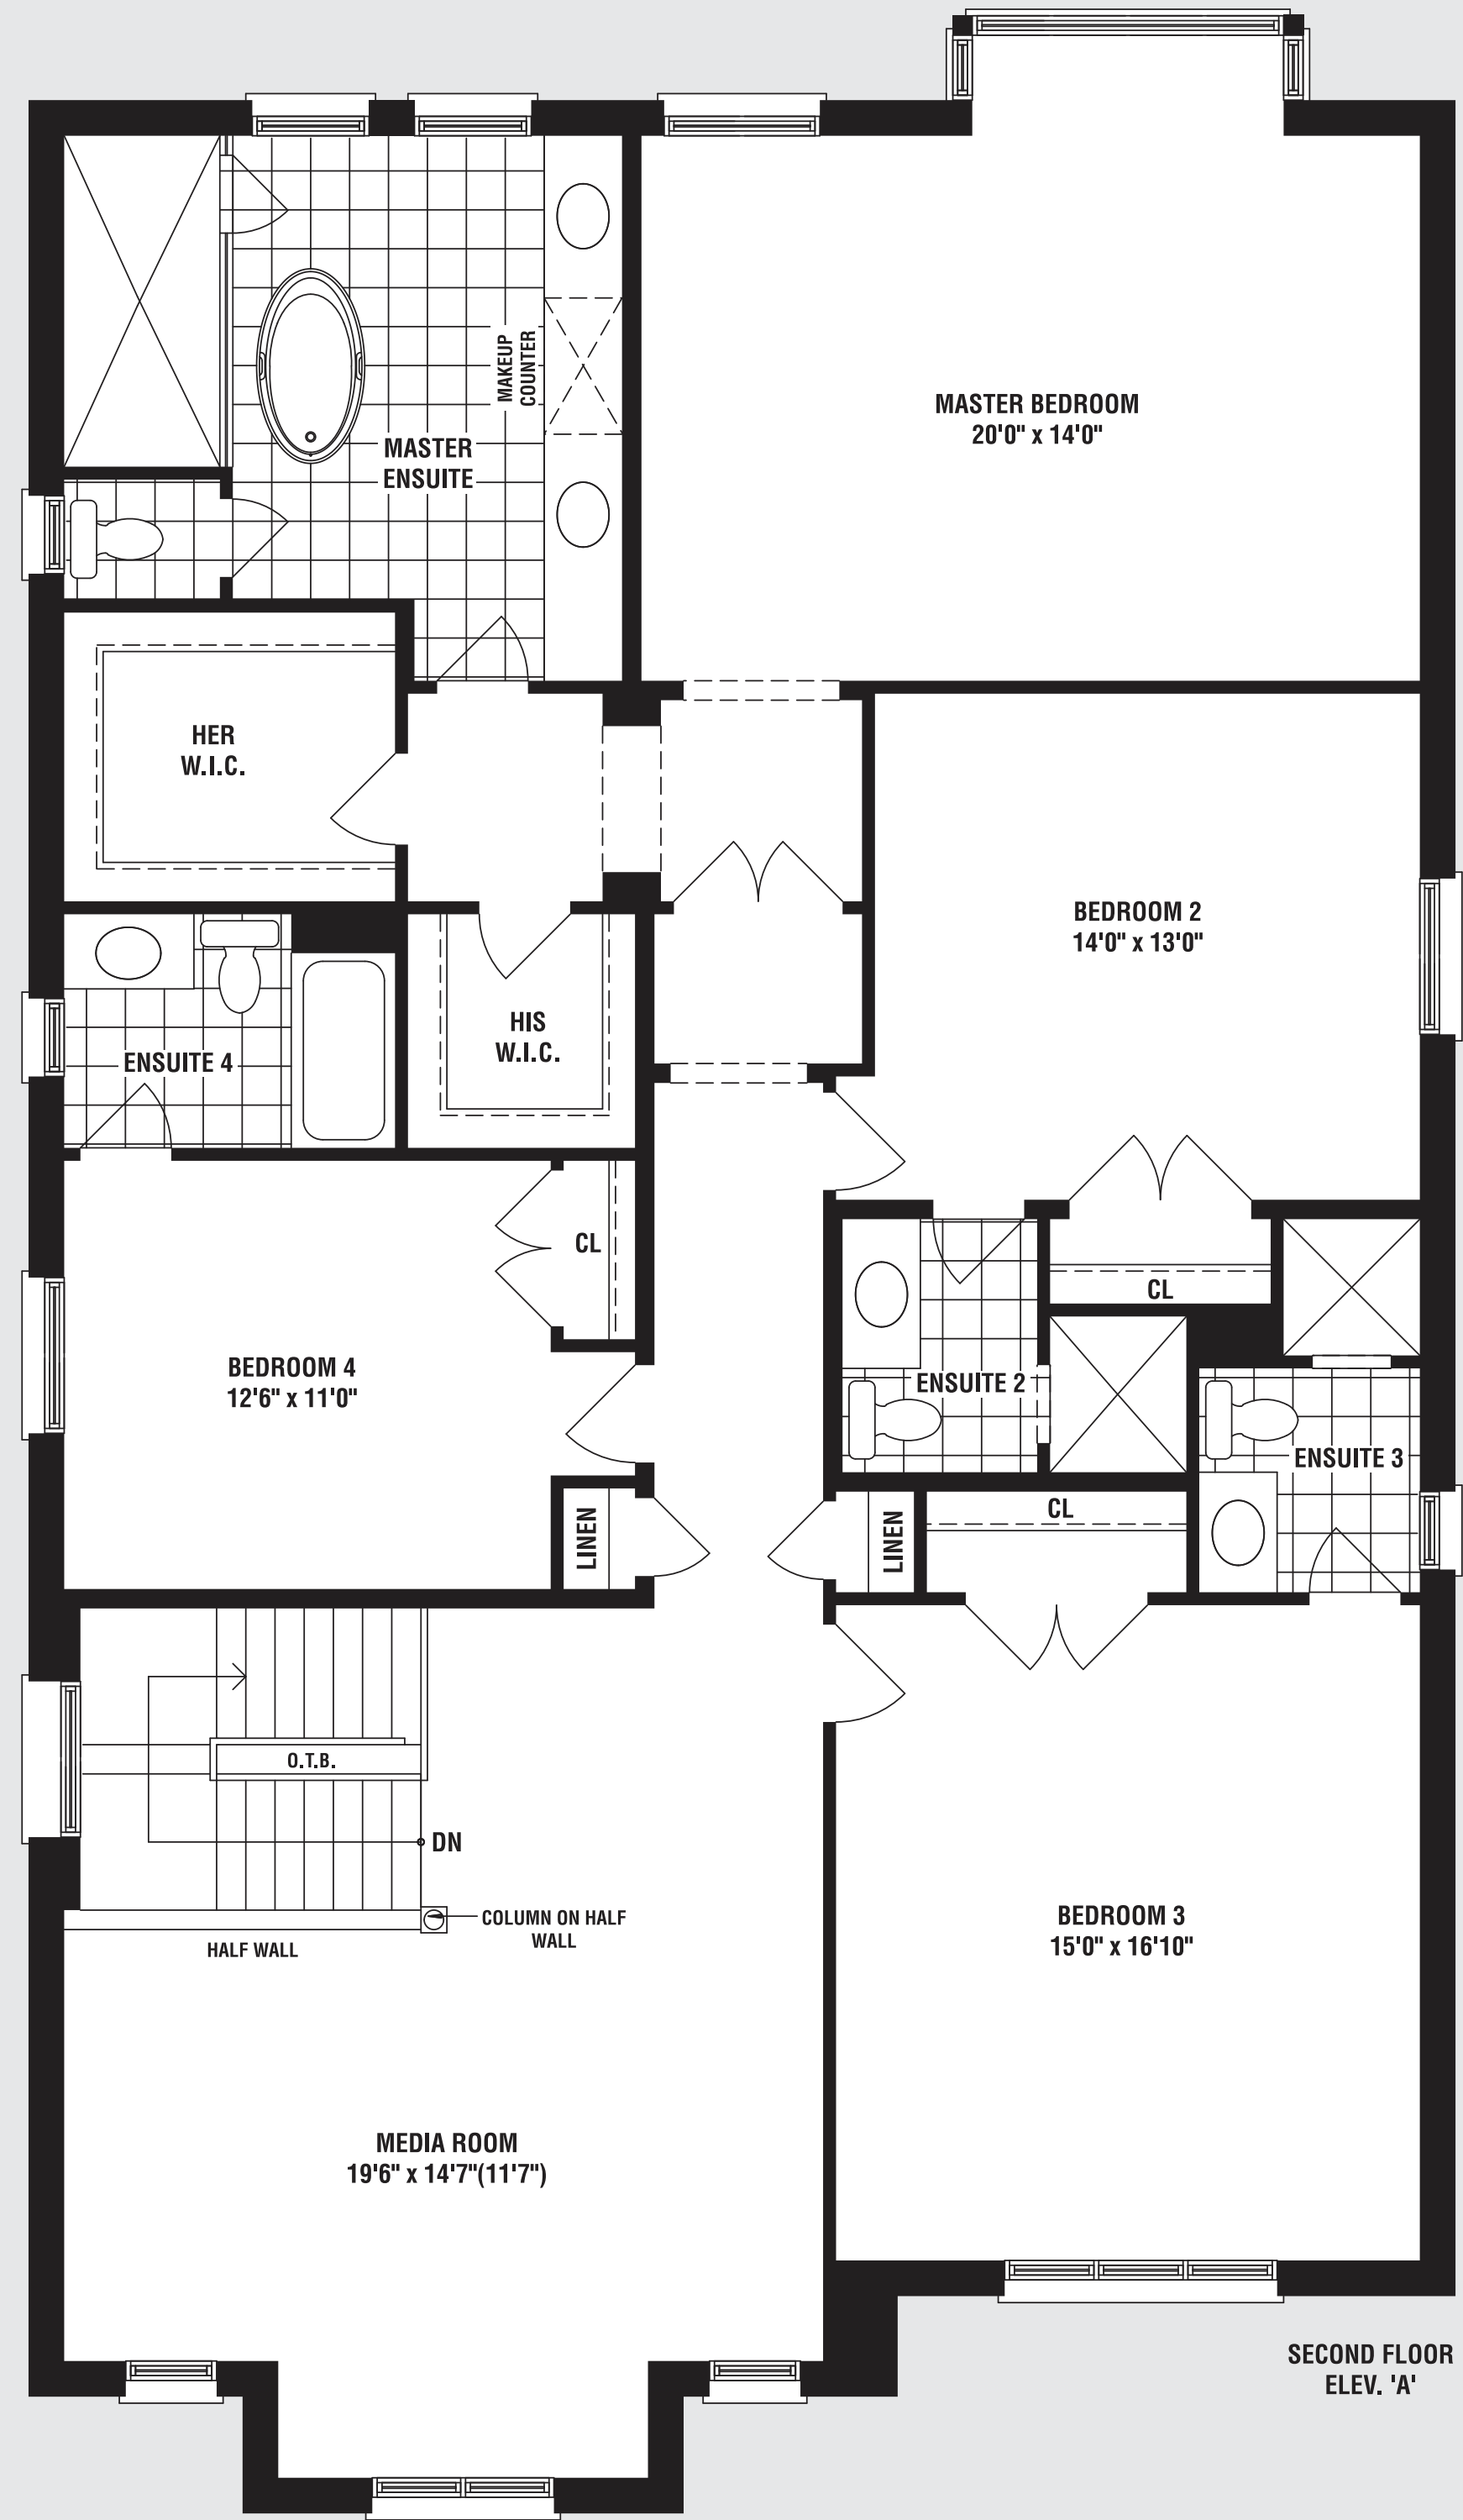 MAKEUP
COUNTER
MASTER
ENSUITE
MASTER BEDROOM
20'0" x 14'0"
HER
W.I.C.
BEDROOM 2
14'0" x 13'0"
HIS
W.I.C.
ENSUITE 4
CL
CL
BEDROOM 4
12'6" x 11'0"
ENSUITE 2
ENSUITE 3
LINEN
LINEN
CL
O.T.B.
DN
COLUMN ON HALF
WALL
HALF WALL
BEDROOM 3
15'0" x 16'10"
MEDIA ROOM
19'6" x 14'7"(11'7")
SECOND FLOOR
ELEV. 'A'